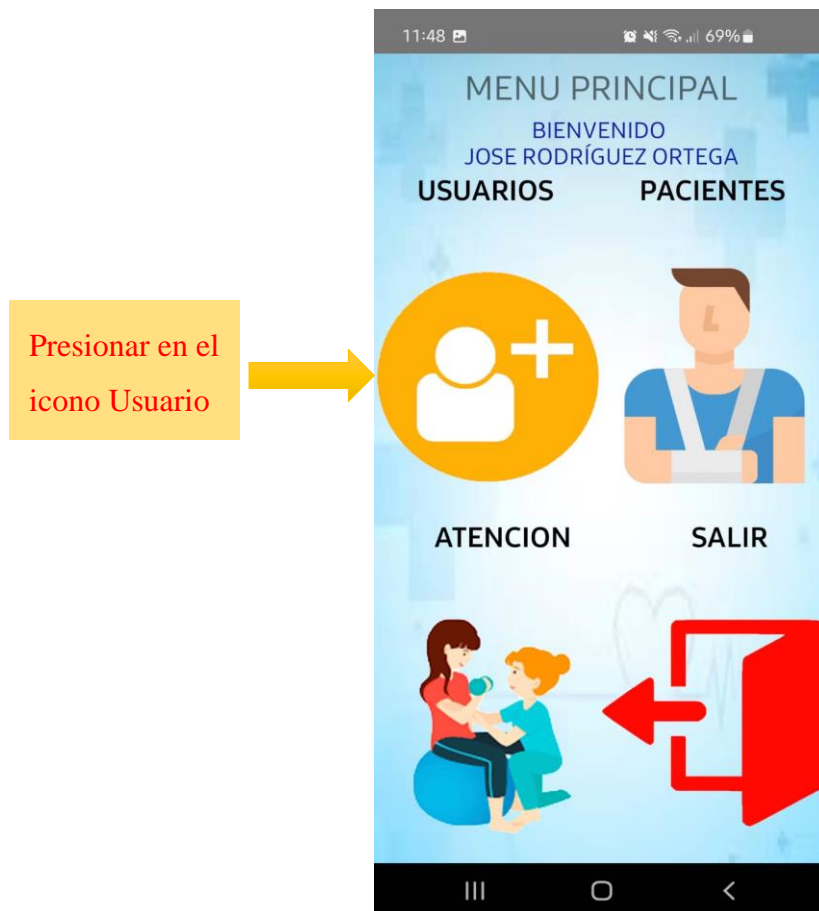 11:48
69%
MENU PRINCIPAL
BIENVENIDO
JOSE RODRÍGUEZ ORTEGA
USUARIOS PACIENTES
Presionar en el
icono Usuario
ATENCION SALIR